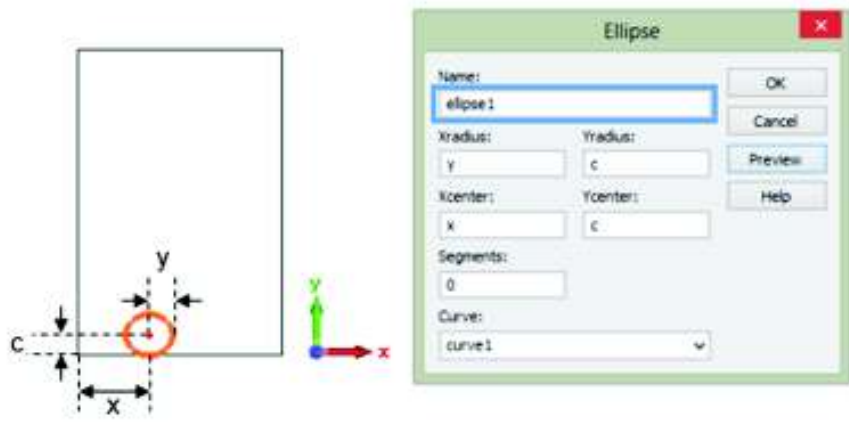 y
c
x
y
x
Ellipse
Name:
ellipse1
OK
Cancel
Xradius:
Yradius:
y
c
Preview
Xcenter:
Ycenter:
Help
x
c
Segments:
0
Curve:
curve1